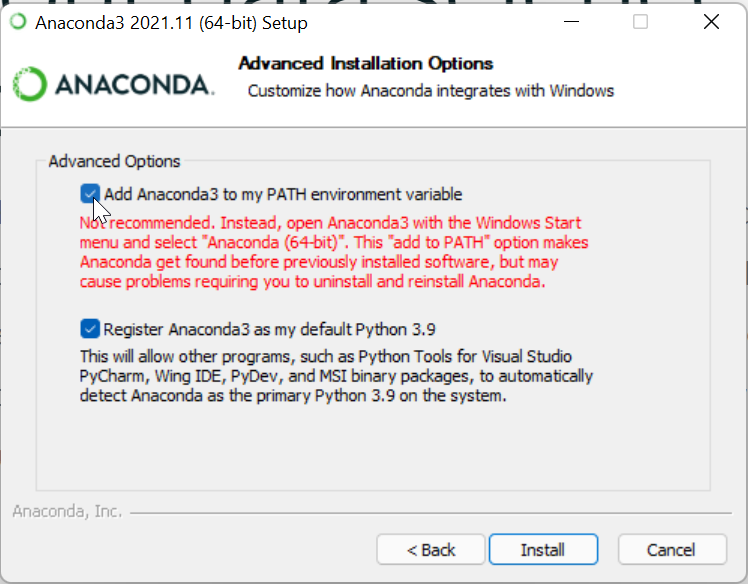 Anaconda3 2021.11 (64-bit) Setup
ANACONDA.
Advanced Installation Options
Customize how Anaconda integrates with Windows
Advanced Options
Add Anaconda3 to my PATH environment variable
Not recommended. Instead, open Anaconda3 with the Windows Start
menu and select "Anaconda (64-bit)". This "add to PATH" option makes
Anaconda get found before previously installed software, but may
cause problems requiring you to uninstall and reinstall Anaconda.
Register Anaconda3 as my default Python 3.9
This will allow other programs, such as Python Tools for Visual Studio
PyCharm, Wing IDE, PyDev, and MSI binary packages, to automatically
detect Anaconda as the primary Python 3.9 on the system.
Anaconda, Inc.
< Back
Install
Cancel